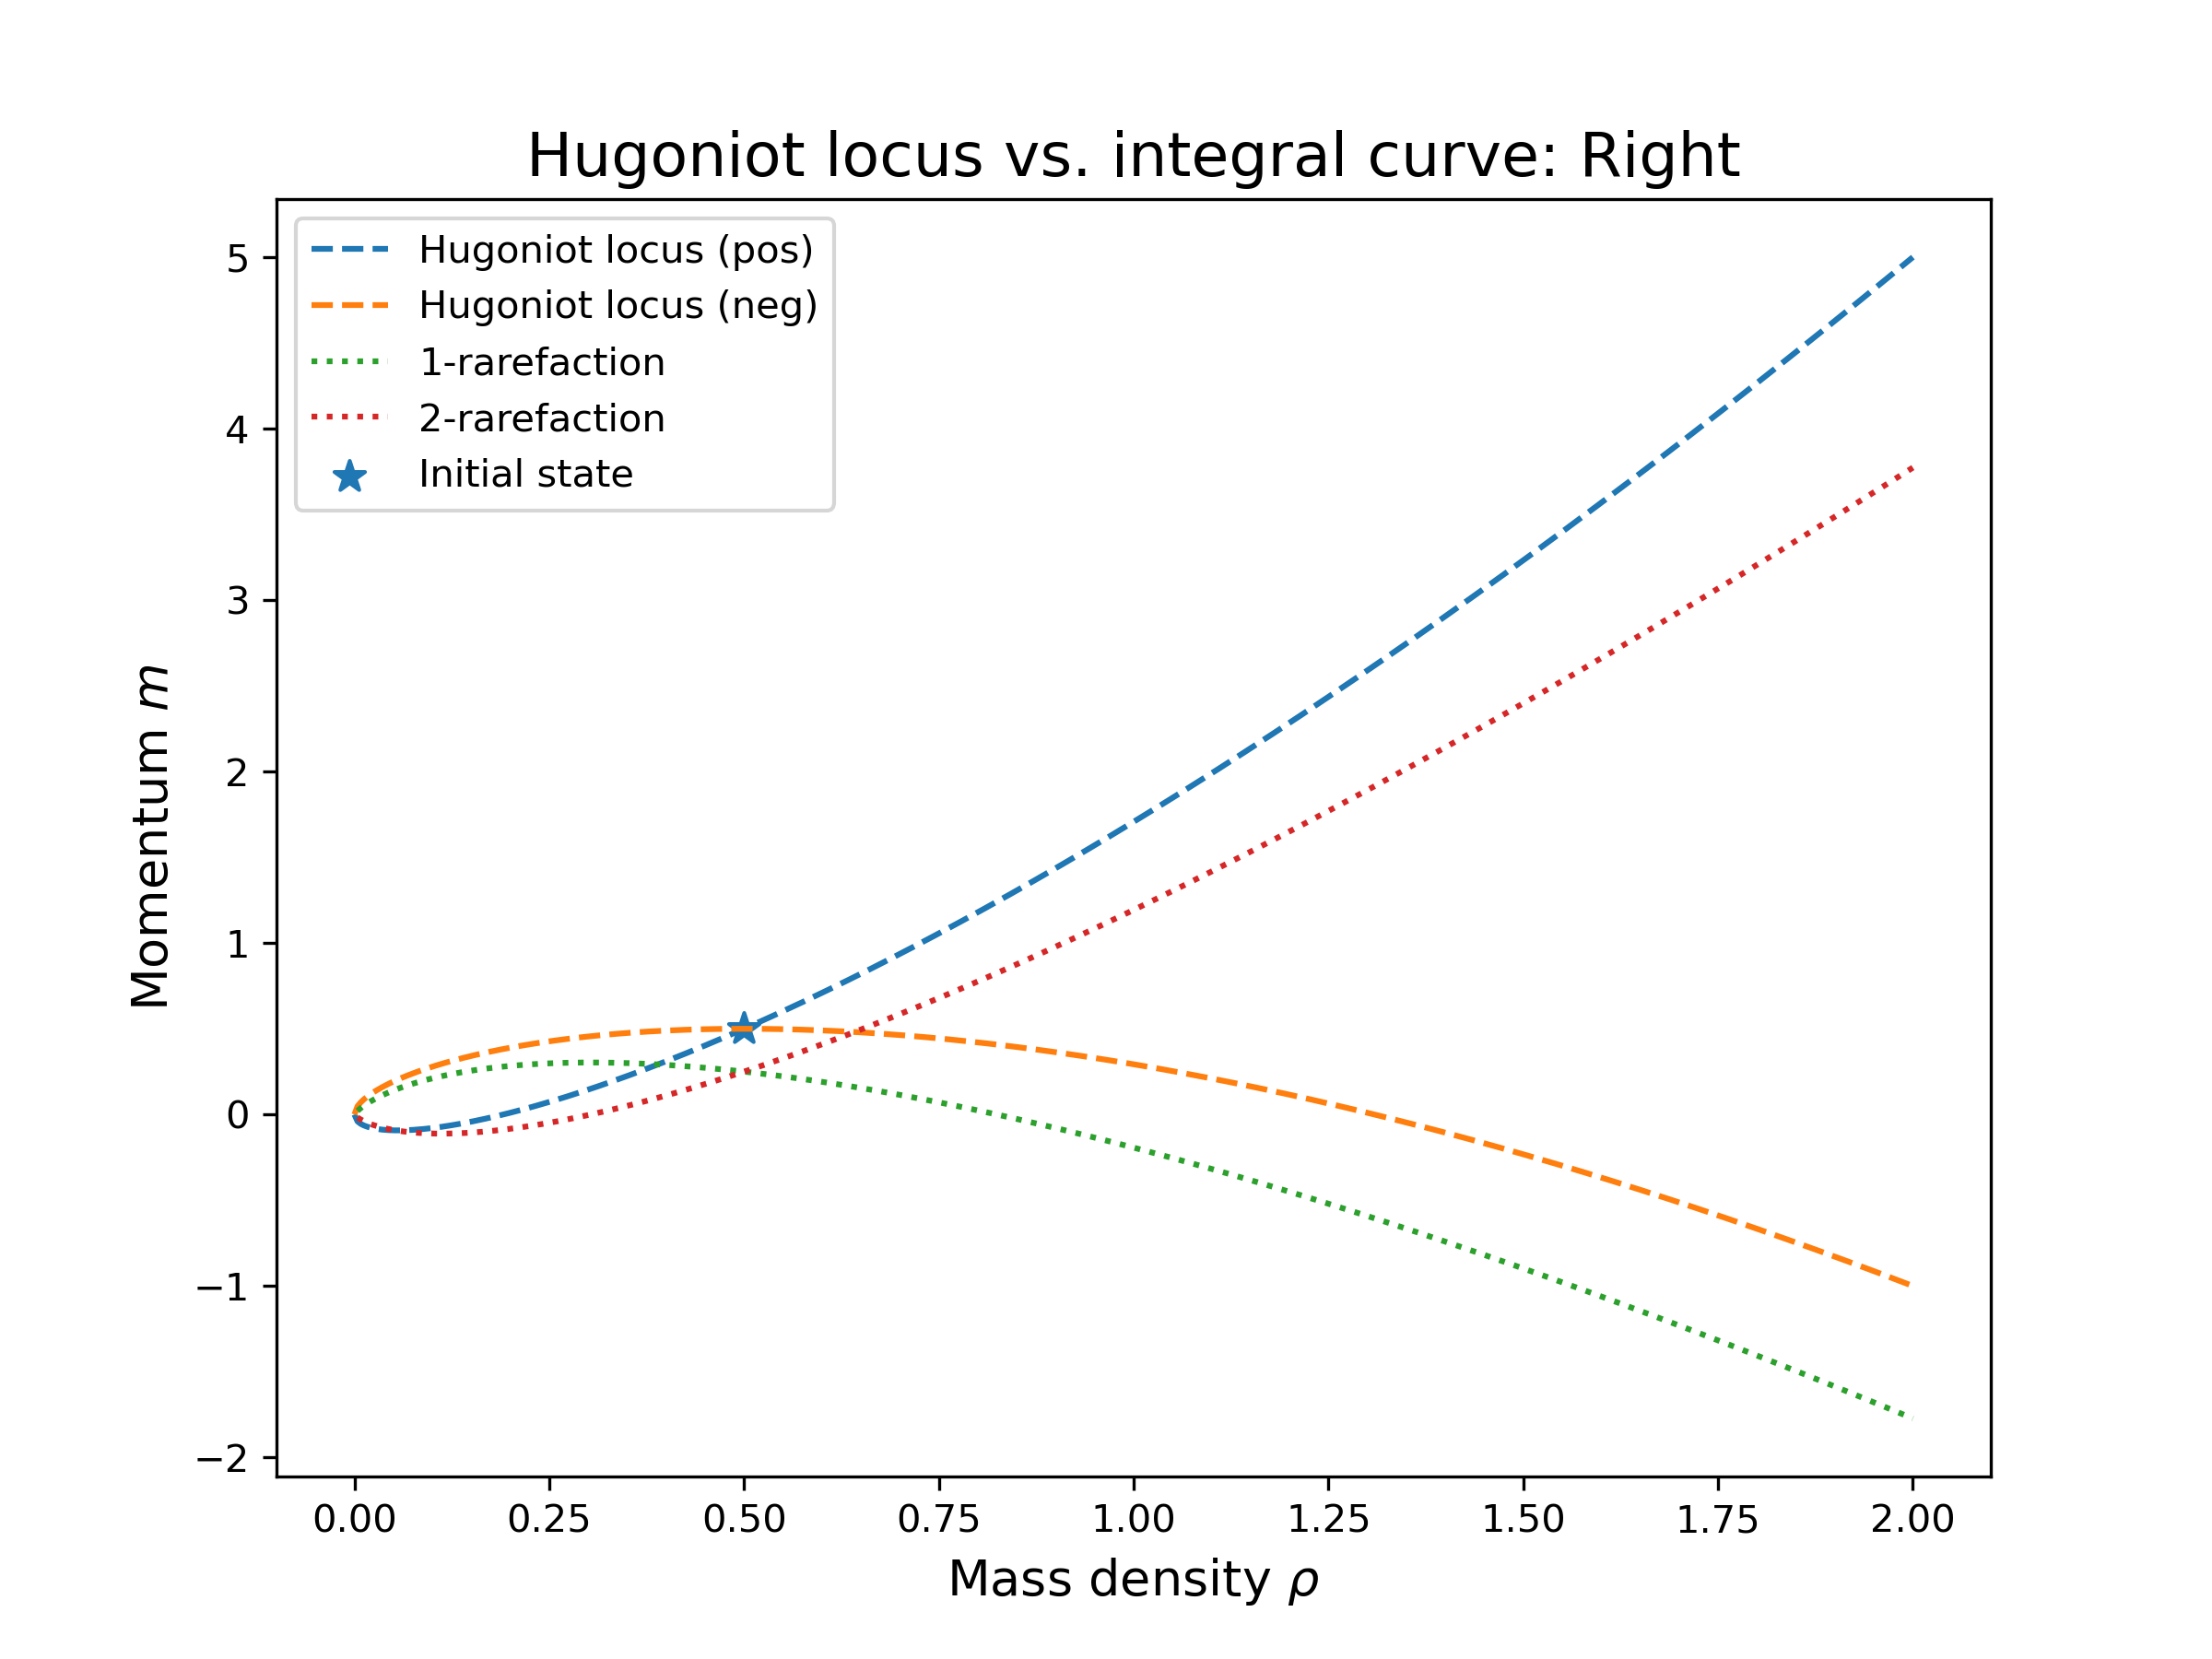 Hugoniot locus vs. integral curve: Right
Hugoniot locus (pos)
Hugoniot locus (neg)
1-rarefaction
2-rarefaction
Initial state
5
4
3
2
1
0
−1
−2
Momentum m
0.00 0.25 0.50 0.75 1.00 1.25 1.50 1.75 2.00
Mass density ρ